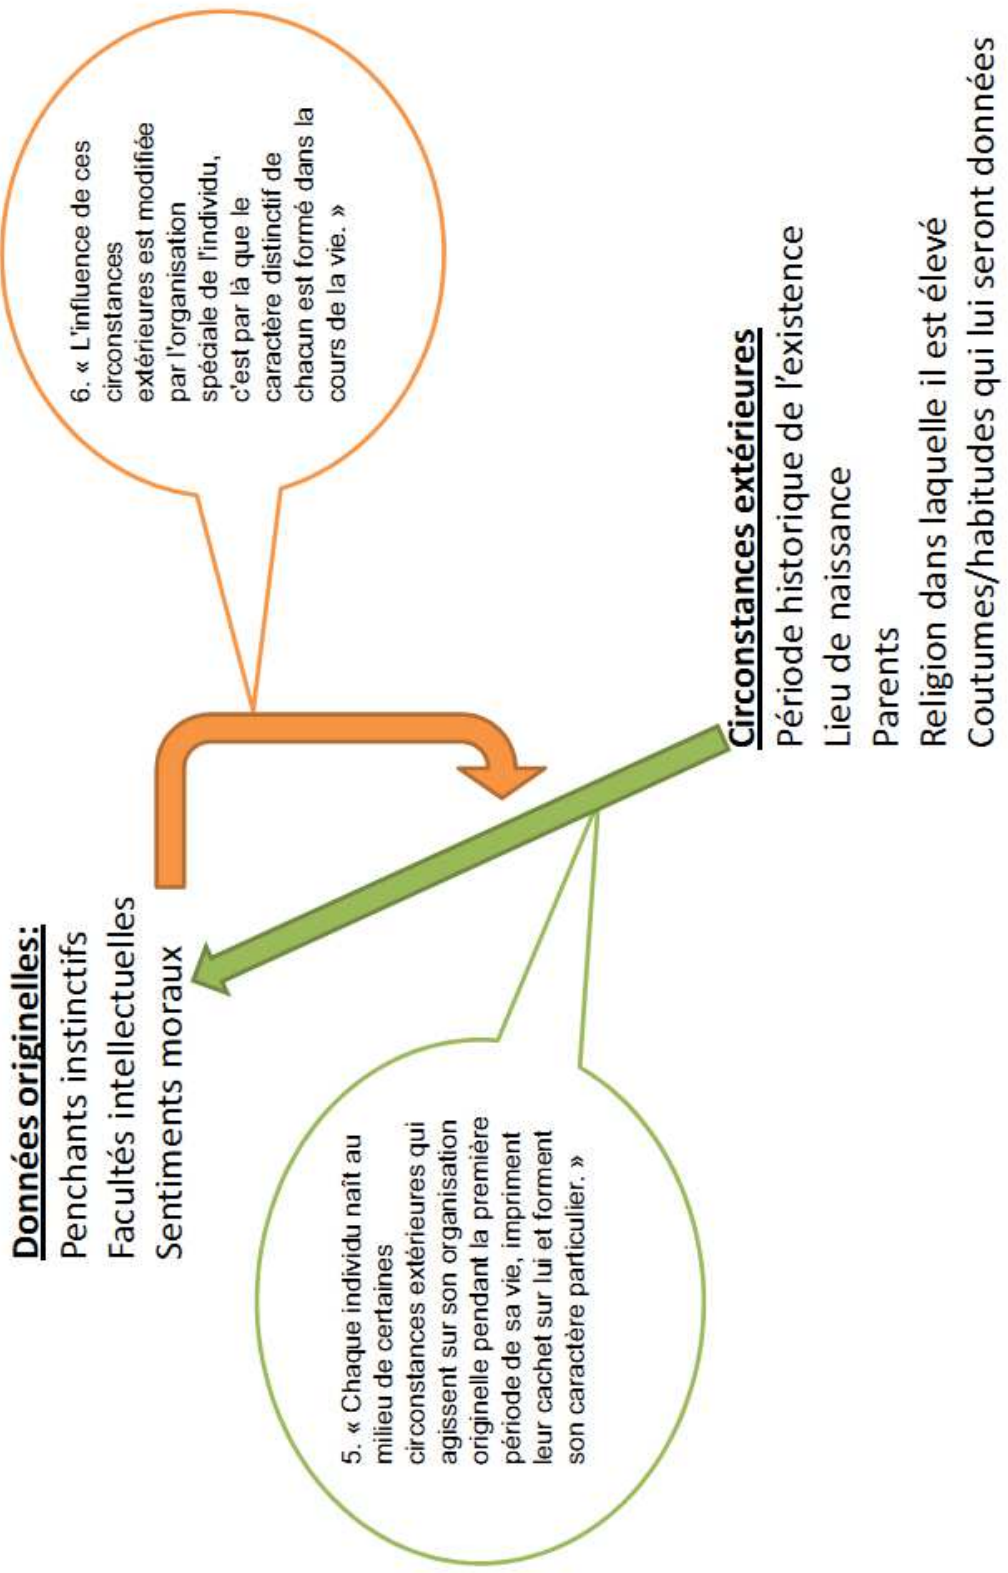 Données originelles:
Penchants instinctifs
Facultés intellectuelles
Sentiments moraux
5. « Chaque individu naît au
milieu de certaines
circonstances extérieures qui
agissent sur son organisation
originelle pendant la première
période de sa vie, impriment
leur cachet sur lui et forment
son caractère particulier. »
6. « L'influence de ces
circonstances
extérieures est modifiée
par l'organisation
spéciale de l'individu,
c'est par là que le
caractère distinctif de
chacun est formé dans la
cours de la vie. »
Circonstances extérieures
Période historique de l'existence
Lieu de naissance
Parents
Religion dans laquelle il est élevé
Coutumes/habitudes qui lui seront données